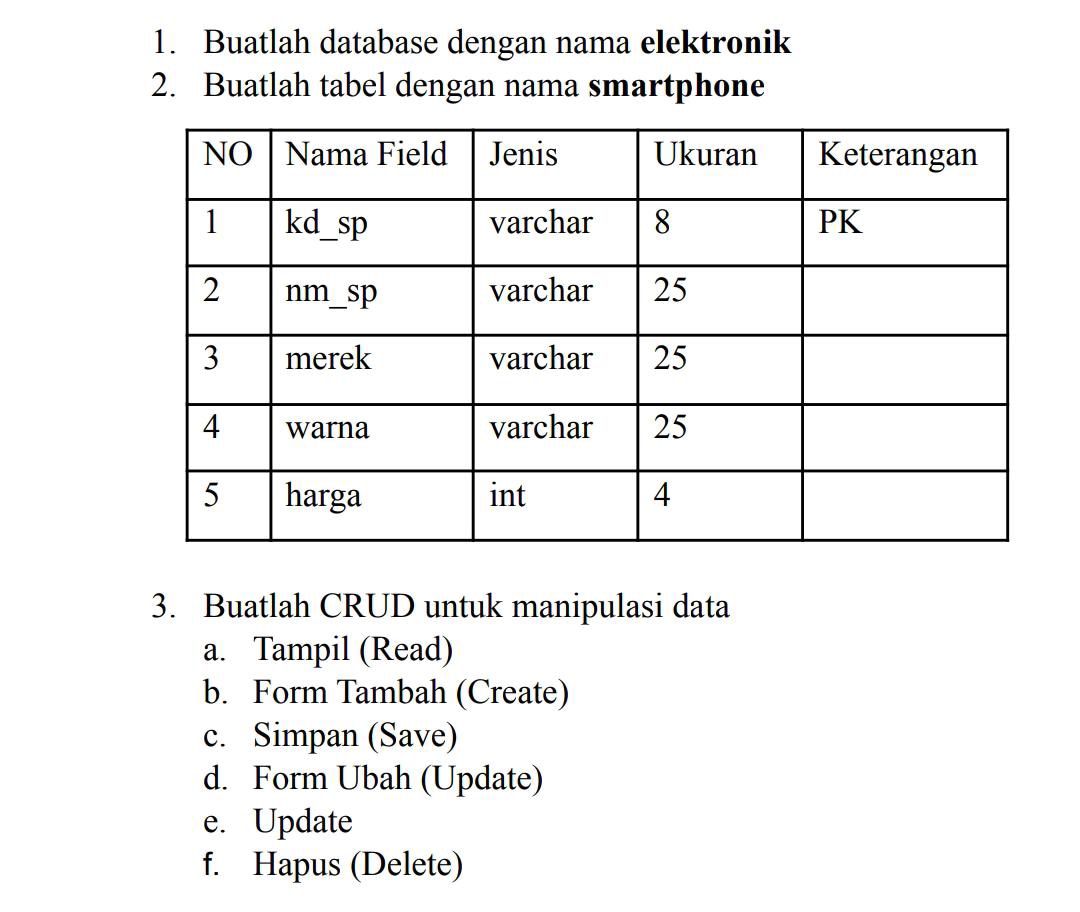 1. Buatlah database dengan nama elektronik
2. Buatlah tabel dengan nama smartphone
NO Nama Field Jenis Ukuran Keterangan
1 kd_sp varchar 8 PK
2 nm_sp varchar 25
3 merek varchar 25
4 warna varchar 25
5 harga int 4
3. Buatlah CRUD untuk manipulasi data
a. Tampil (Read)
b. Form Tambah (Create)
c. Simpan (Save)
d. Form Ubah (Update)
e. Update
f. Hapus (Delete)